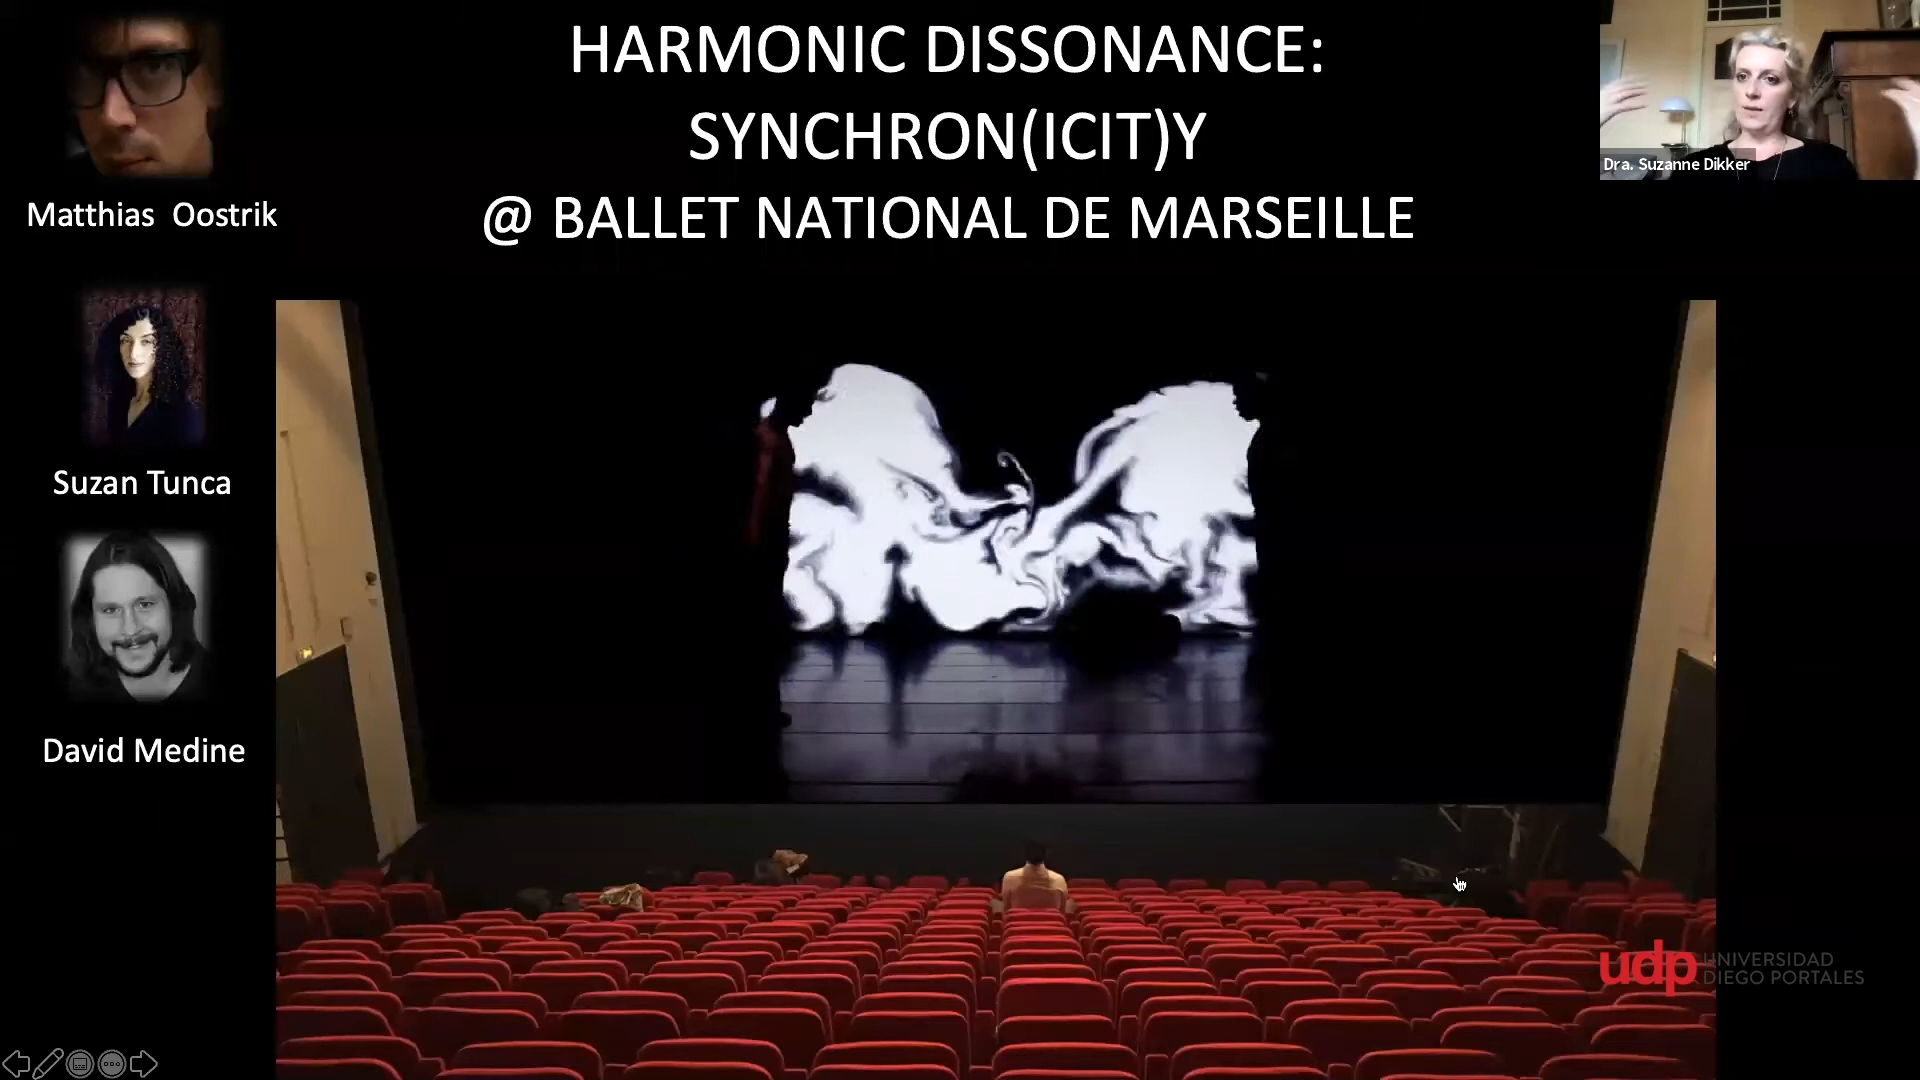 HARMONIC DISSONANCE:
SYNCHRON(ICIT)Y
@ BALLET NATIONAL DE MARSEILLE
Dra. Suzanne Dikker
Matthias Oostrik
Suzan Tunca
David Medine
udp UNIVERSIDAD
DIEGO PORTALES